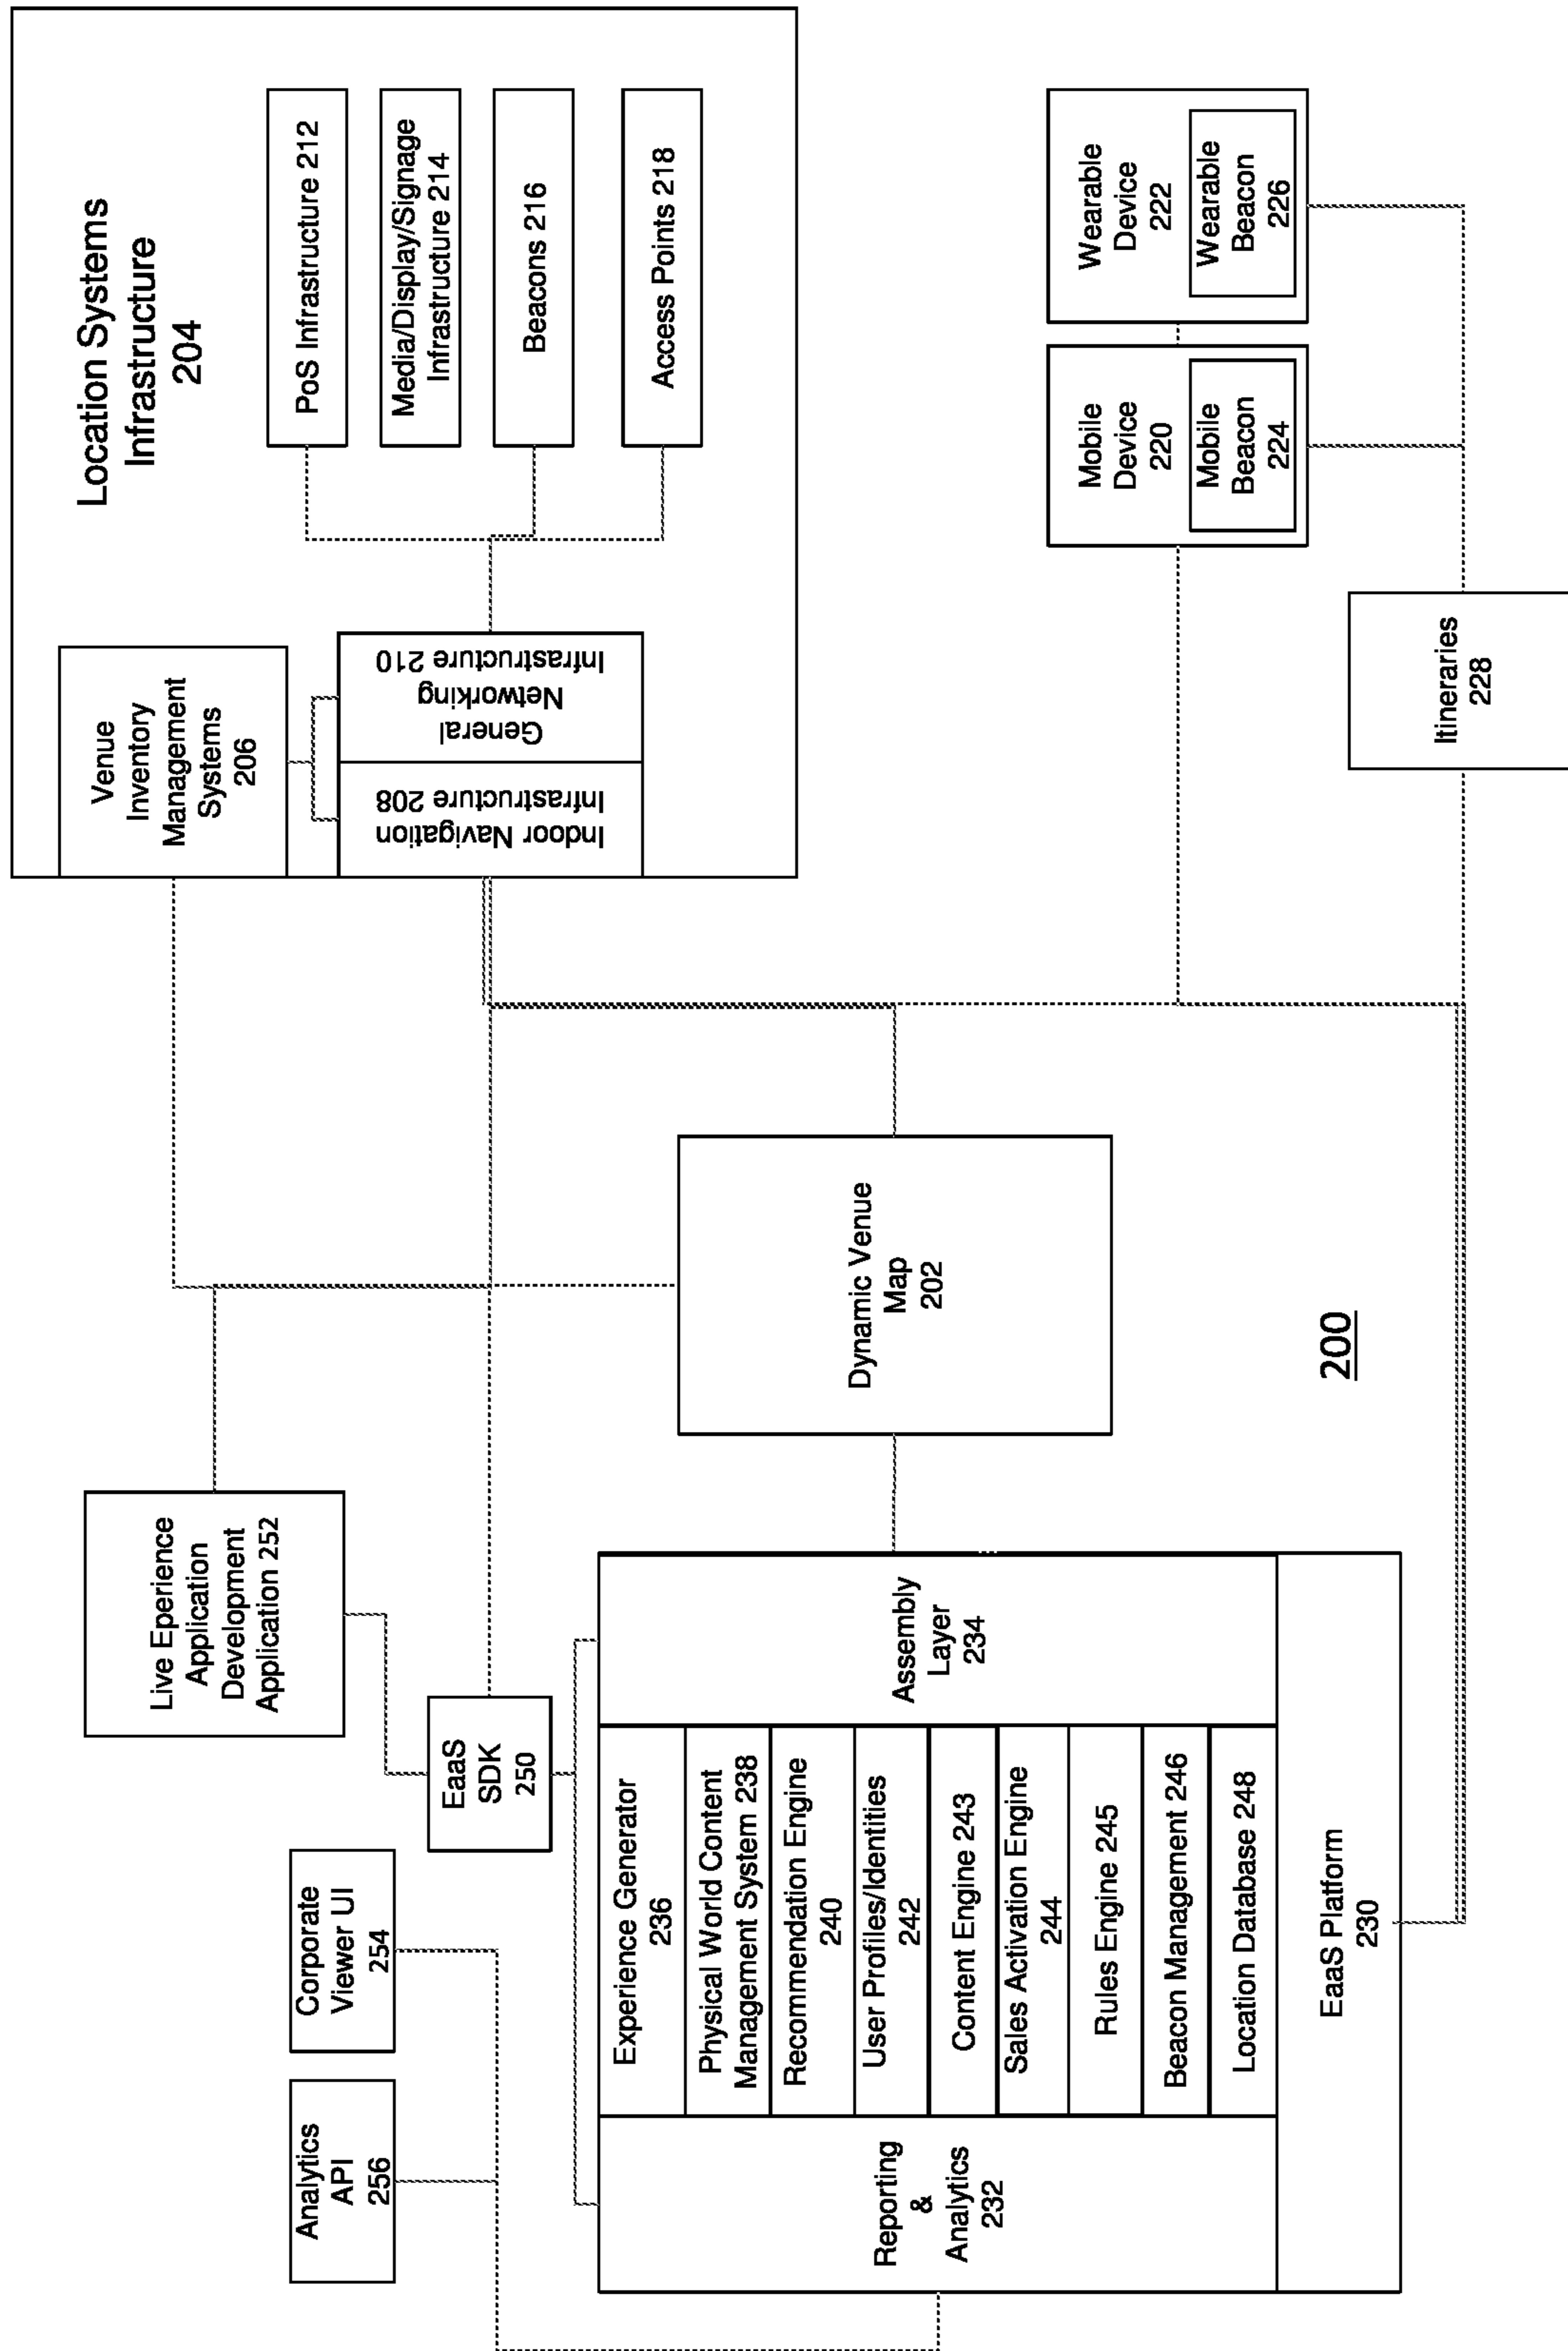 Analytics
API
256
Corporate
Viewer UI
254
Live Eperience
Application
Development
Application 252
EaaS
SDK
250
Reporting
&
Analytics
232
Experience Generator
236
Physical World Content
Management System 238
Recommendation Engine
240
User Profiles/Identities
242
Content Engine 243
Sales Activation Engine
244
Rules Engine 245
Beacon Management 246
Location Database 248
Assembly
Layer
234
EaaS Platform
230
Dynamic Venue
Map
202
200
Location Systems
Infrastructure
204
Venue
Inventory
Management
Systems
206
Indoor Navigation
Infrastructure 208
General
Networking
Infrastructure 210
PoS Infrastructure 212
Media/Display/Signage
Infrastructure 214
Beacons 216
Access Points 218
Mobile
Device
220
Mobile
Beacon
224
Wearable
Device
222
Wearable
Beacon
226
Itineraries
228